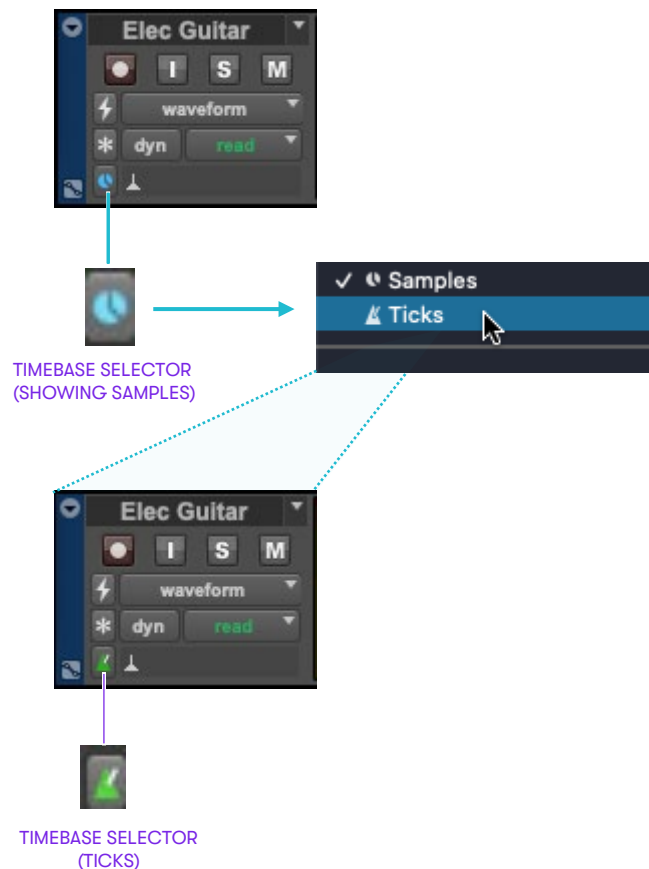 Elec Guitar
I S M
waveform
dyn read
TIMEBASE SELECTOR
(SHOWING SAMPLES)
✓ Samples
Ticks
Elec Guitar
I S M
waveform
dyn read
TIMEBASE SELECTOR
(TICKS)